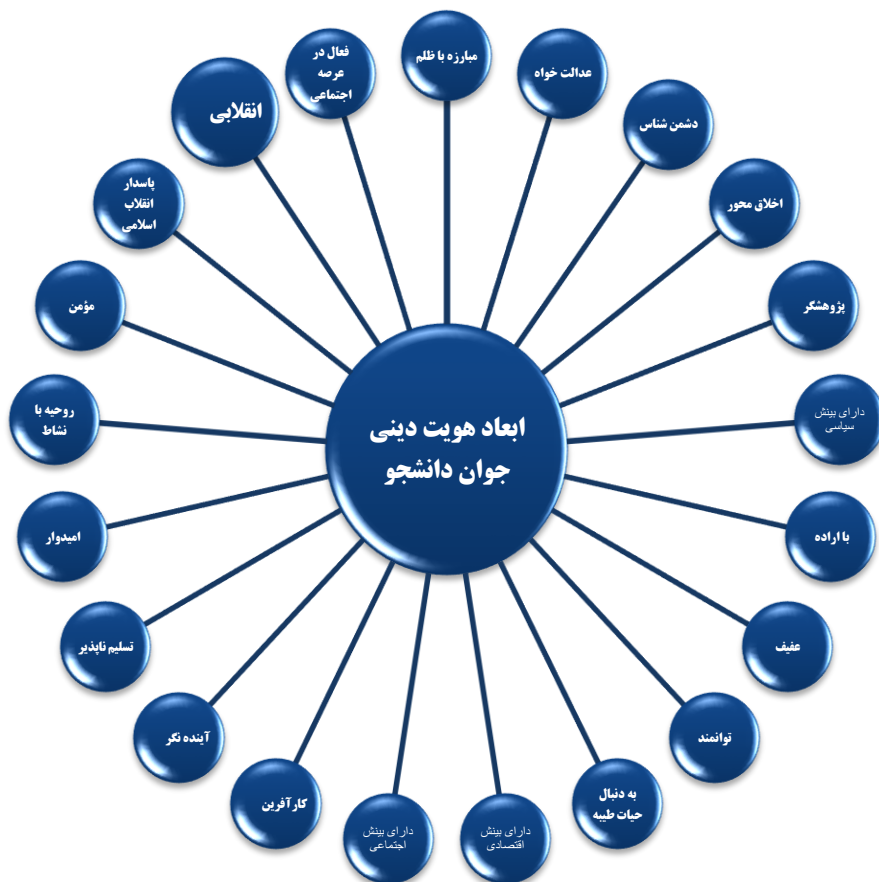 ابعاد هویت دینی
جوان دانشجو
مبارزه با ظلم
عدالت خواه
دشمن شناس
اخلاق محور
پژوهشگر
دارای بینش
سیاسی
با اراده
عفیف
توانمند
به دنبال
حیات طیبه
دارای بینش
اقتصادی
دارای بینش
اجتماعی
کارآفرین
آینده نگر
تسلیم ناپذیر
امیدوار
روحیه با
نشاط
مؤمن
پاسدار
انقلاب
اسلامی
انقلابی
فعال در
عرصه
اجتماعی